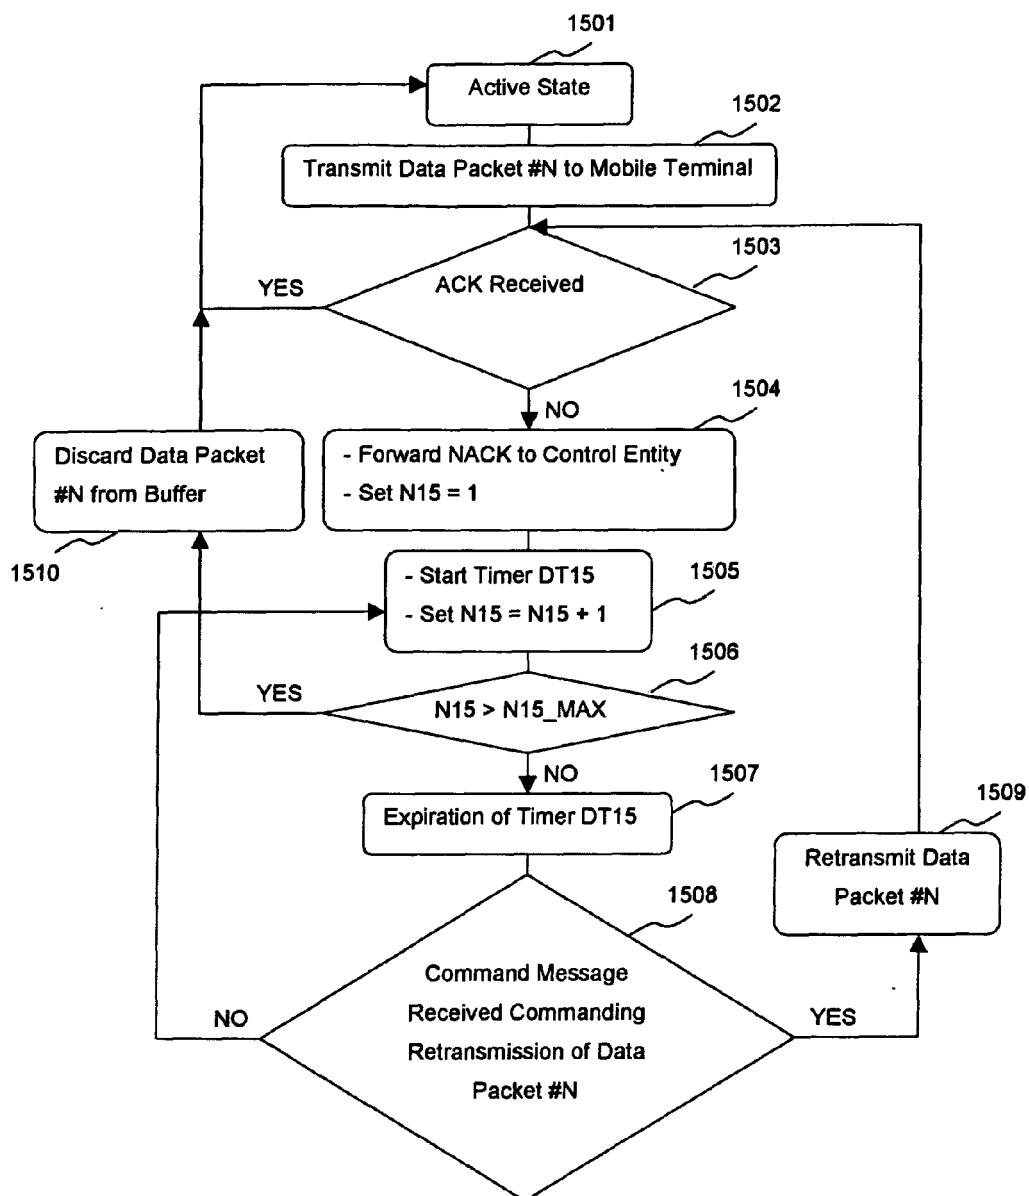 1501
Active State
1502
Transmit Data Packet #N to Mobile Terminal
1503
ACK Received
YES
NO
1504
- Forward NACK to Control Entity
- Set N15 = 1
Discard Data Packet
#N from Buffer
1510
- Start Timer DT15
- Set N15 = N15 + 1
1505
1506
YES
N15 > N15_MAX
NO
1507
Expiration of Timer DT15
1509
Retransmit Data
Packet #N
1508
Command Message
Received Commanding
Retransmission of Data
Packet #N
NO
YES